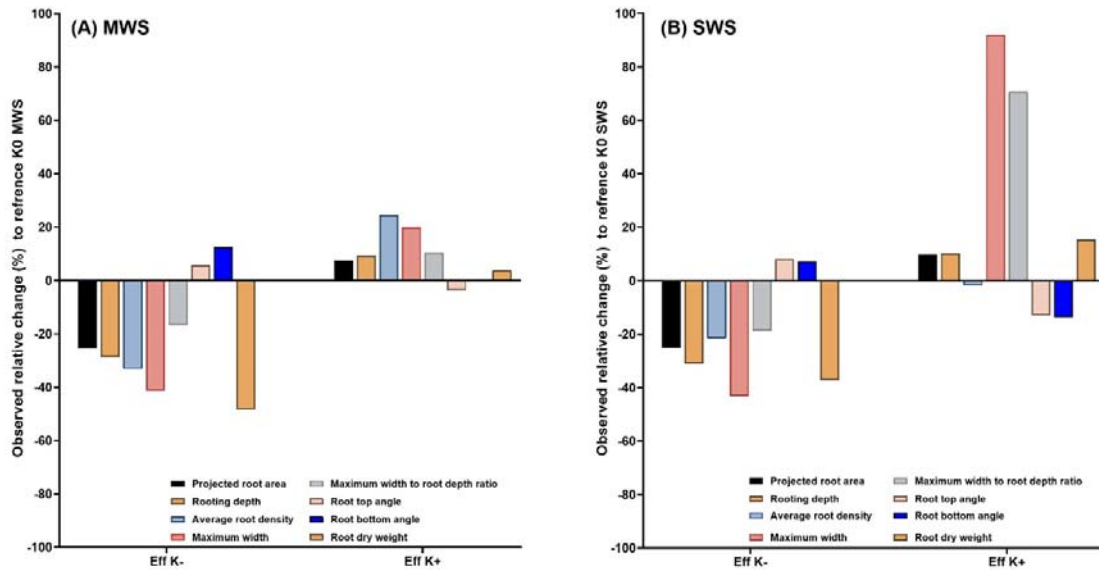 (A) MWS
Observed relative change (%) to refrence K0 MWS
100
80
60
40
20
0
-20
-40
-60
-80
-100
Projected root area
Rooting depth
Average root density
Maximum width
Maximum width to root depth ratio
Root top angle
Root bottom angle
Root dry weight
Eff K-
Eff K+
(B) SWS
Observed relative change (%) to refrence K0 SWS
100
80
60
40
20
0
-20
-40
-60
-80
-100
Projected root area
Rooting depth
Average root density
Maximum width
Maximum width to root depth ratio
Root top angle
Root bottom angle
Root dry weight
Eff K-
Eff K+